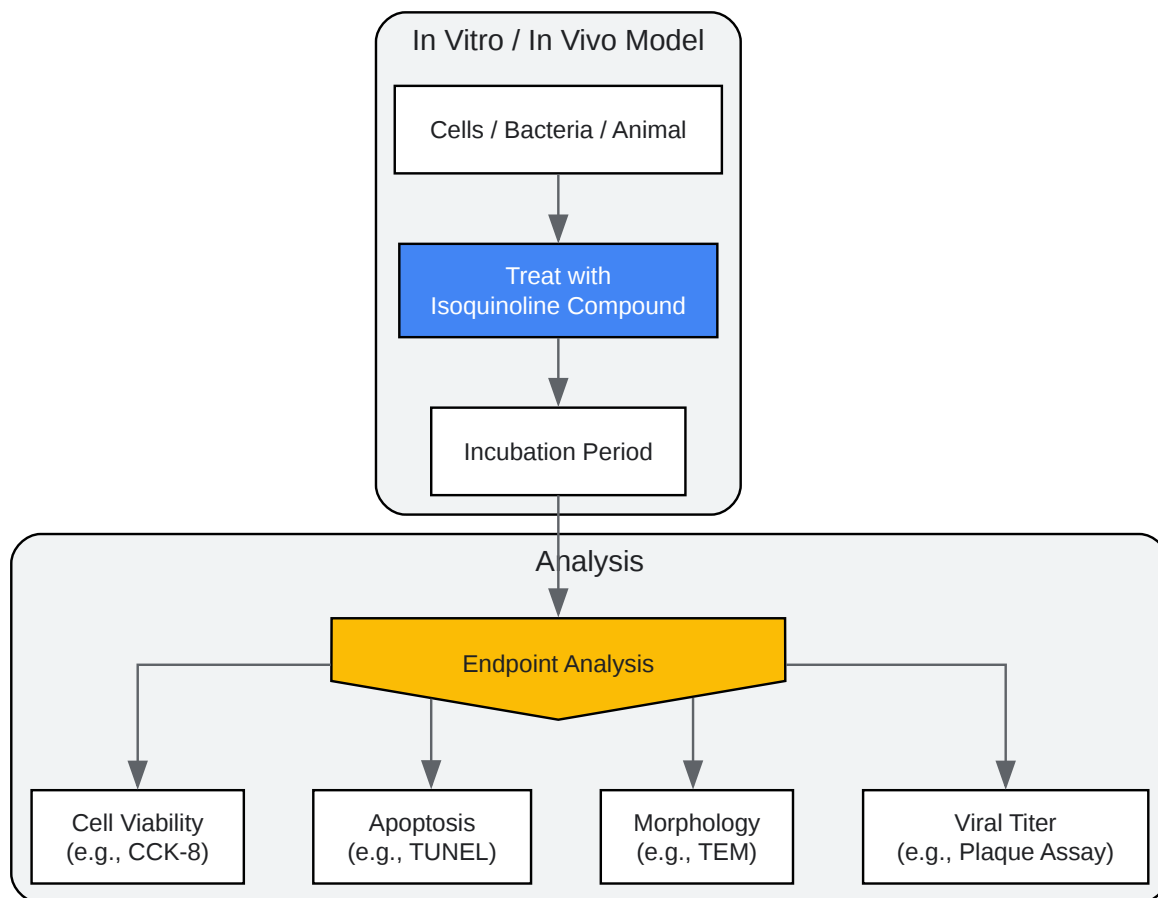 In Vitro / In Vivo Model
Cells / Bacteria / Animal
Treat with
Isoquinoline Compound
Incubation Period
Analysis
Endpoint Analysis
Cell Viability
(e.g., CCK-8)
Apoptosis
(e.g., TUNEL)
Morphology
(e.g., TEM)
Viral Titer
(e.g., Plaque Assay)